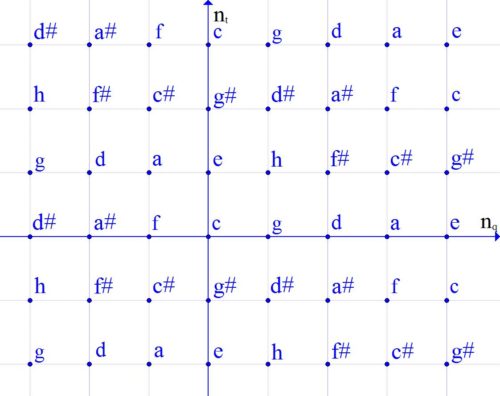 n_t
d# a# f c g d a e
h f# c# g# d# a# f c
g d a e h f# c# g#
n_q
d# a# f c g d a e
h f# c# g# d# a# f c
g d a e h f# c# g#